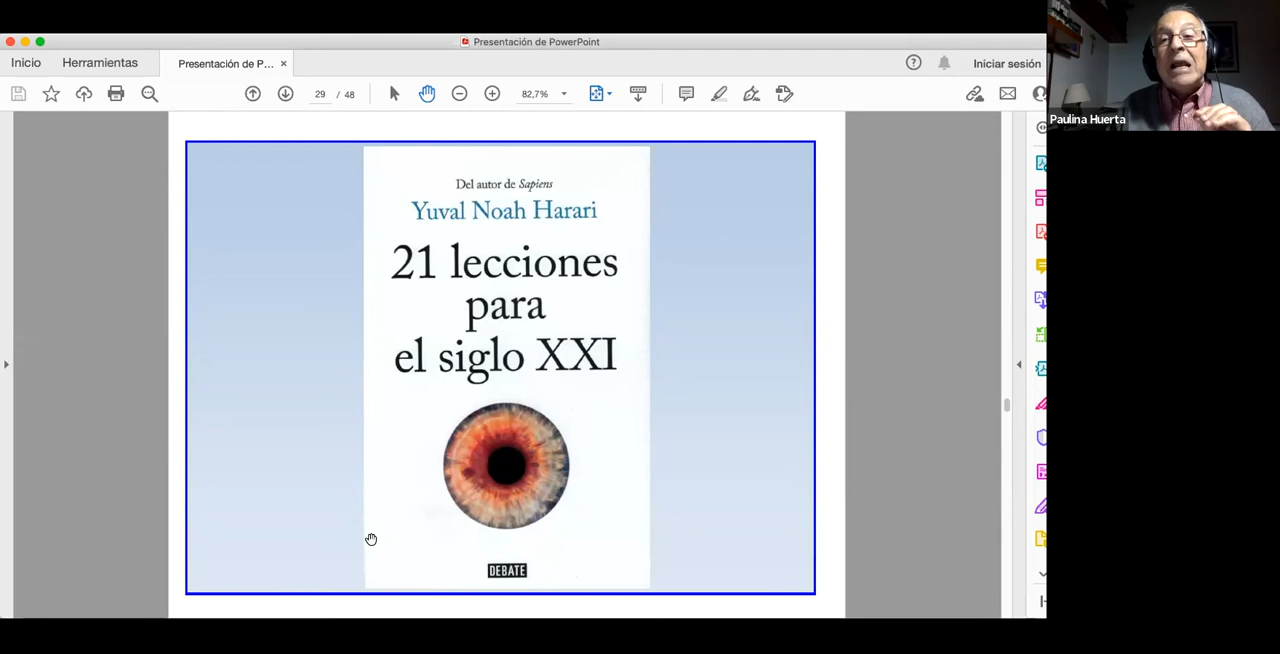 Presentación de PowerPoint
Inicio
Herramientas
Presentación de P...
Iniciar sesión
29 / 48
82,7%
Paulina Huerta
Del autor de Sapiens
Yuval Noah Harari
21 lecciones
para
el siglo XXI
DEBATE